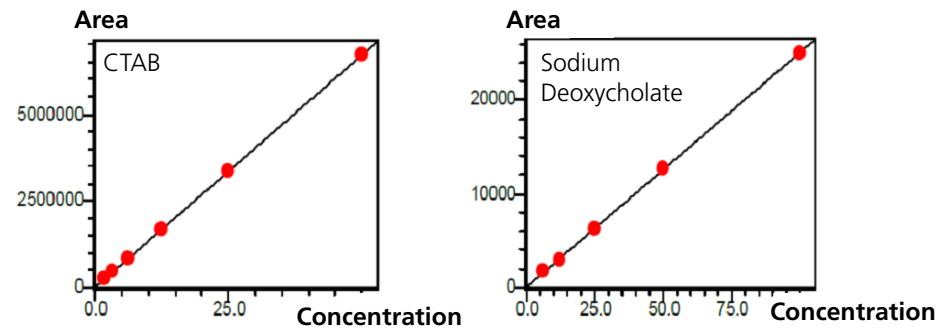 Area
CTAB
5000000
2500000
0
0.0 25.0
Concentration
Area
Sodium
Deoxycholate
20000
10000
0
0.0 25.0 50.0 75.0
Concentration